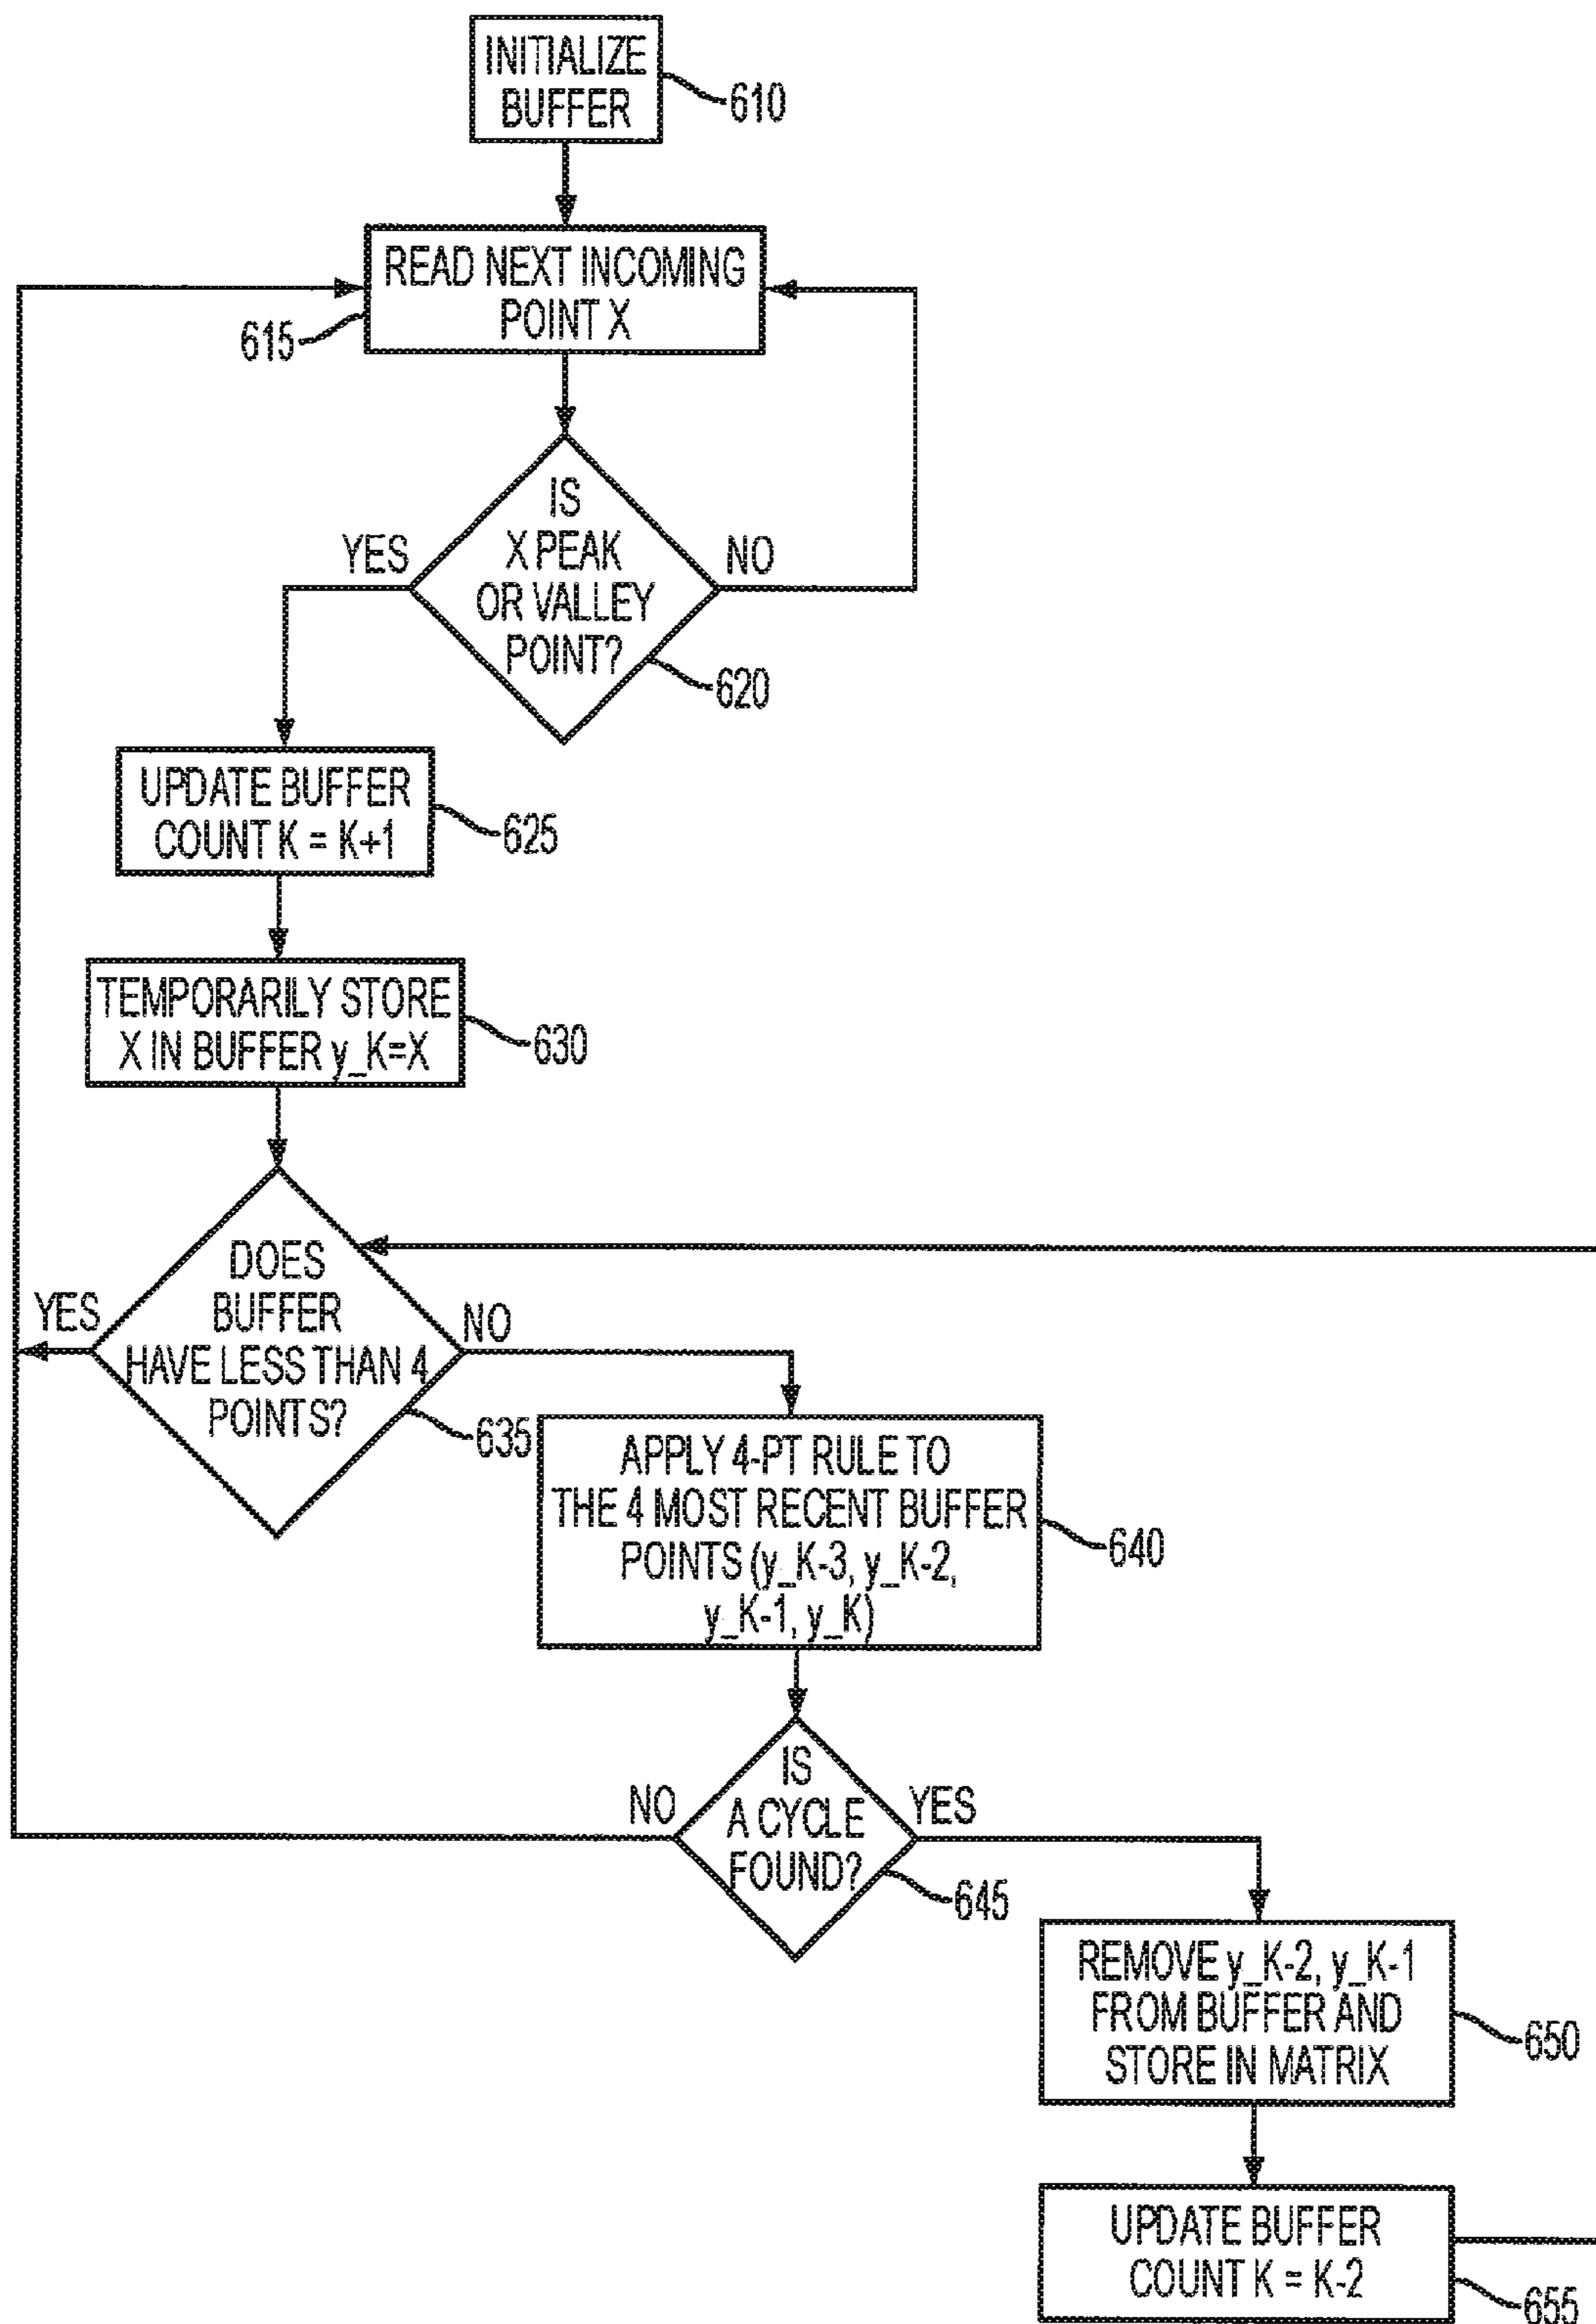 INITIALIZE
BUFFER
610
READ NEXT INCOMING
POINT X
615
IS
X PEAK
OR VALLEY
POINT?
YES
NO
620
UPDATE BUFFER
COUNT K = K+1
625
TEMPORARILY STORE
X IN BUFFER y_K=X
630
DOES
BUFFER
HAVE LESS THAN 4
POINTS?
YES
NO
635
APPLY 4-PT RULE TO
THE 4 MOST RECENT BUFFER
POINTS (y_K-3, y_K-2,
y_K-1, y_K)
640
IS
A CYCLE
FOUND?
NO
YES
645
REMOVE y_K-2, y_K-1
FROM BUFFER AND
STORE IN MATRIX
650
UPDATE BUFFER
COUNT K = K-2
655